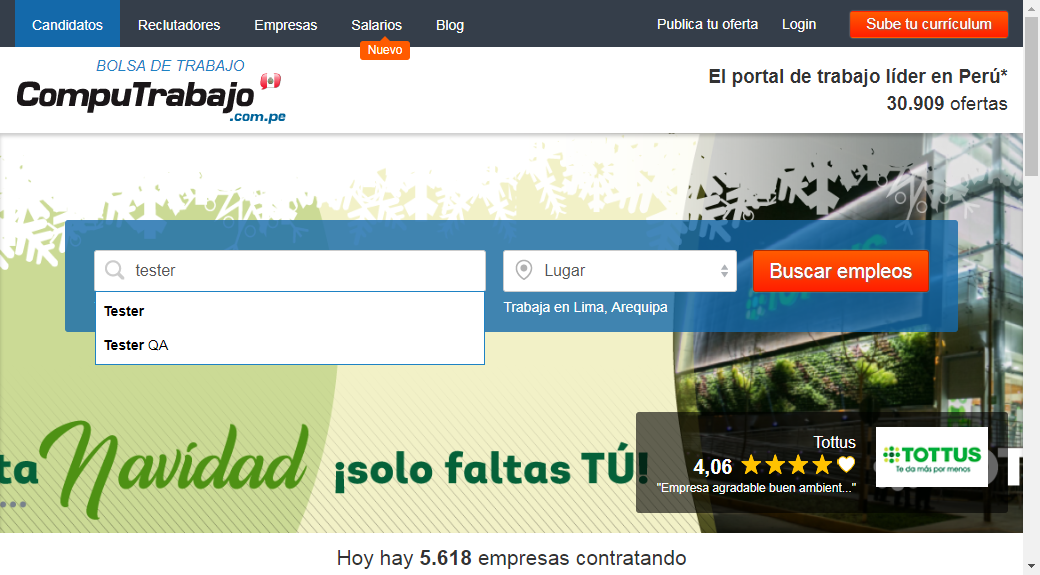 Candidatos Reclutadores Empresas Salarios Blog Publica tu oferta Login Sube tu currículum
Nuevo
BOLSA DE TRABAJO
CompuTrabajo
.com.pe
El portal de trabajo líder en Perú*
30.909 ofertas
tester Lugar Buscar empleos
Trabaja en Lima, Arequipa
Tester
Tester QA
ta Navidad ¡solo faltas TÚ!
Tottus
4,06
"Empresa agradable buen ambient..."
TOTTUS
Te da más por menos
Hoy hay 5.618 empresas contratando